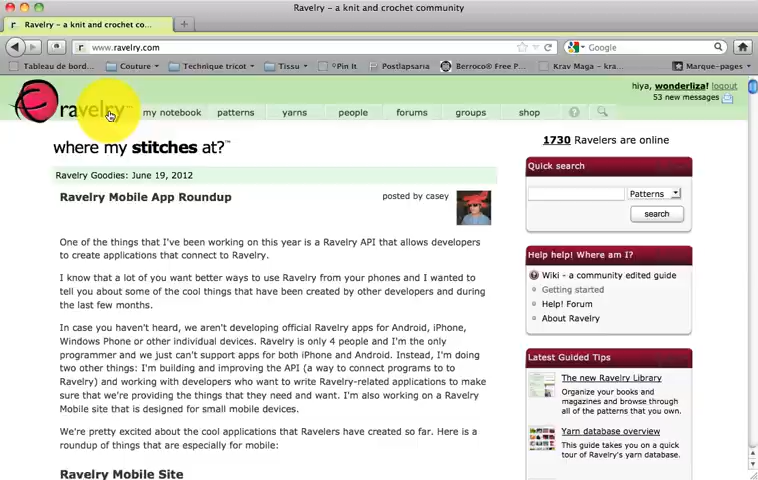 Ravelry - a knit and crochet community
Ravelry - a knit and crochet community
www.ravelry.com
Google
Tableau de bord...
Couture
Technique tricot
Tissu
Pin It
Postlapsaria
Berroco® Free P...
Krav Maga - kra...
Marque-pages
hiya, wonderliza! logout
53 new messages
ravelry™
my notebook
patterns
yarns
people
forums
groups
shop
where my stitches at?™
1730 Ravelers are online
Ravelry Goodies: June 19, 2012
Ravelry Mobile App Roundup
posted by casey
One of the things that I've been working on this year is a Ravelry API that allows developers
to create applications that connect to Ravelry.
I know that a lot of you want better ways to use Ravelry from your phones and I wanted to
tell you about some of the cool things that have been created by other developers and during
the last few months.
In case you haven't heard, we aren't developing official Ravelry apps for Android, iPhone,
Windows Phone or other individual devices. Ravelry is only 4 people and I'm the only
programmer and we just can't support apps for both iPhone and Android. Instead, I'm doing
two other things: I'm building and improving the API (a way to connect programs to to
Ravelry) and working with developers who want to write Ravelry-related applications to make
sure that we're providing the things that they need and want. I'm also working on a Ravelry
Mobile site that is designed for small mobile devices.
We're pretty excited about the cool applications that Ravelers have created so far. Here is a
roundup of things that are especially for mobile:
Ravelry Mobile Site
Quick search
Patterns
search
Help help! Where am I?
Wiki - a community edited guide
Getting started
Help! Forum
About Ravelry
Latest Guided Tips
The new Ravelry Library
Organize your books and
magazines and browse through
all of the patterns that you own.
Yarn database overview
This guide takes you on a quick
tour of Ravelry's yarn database.